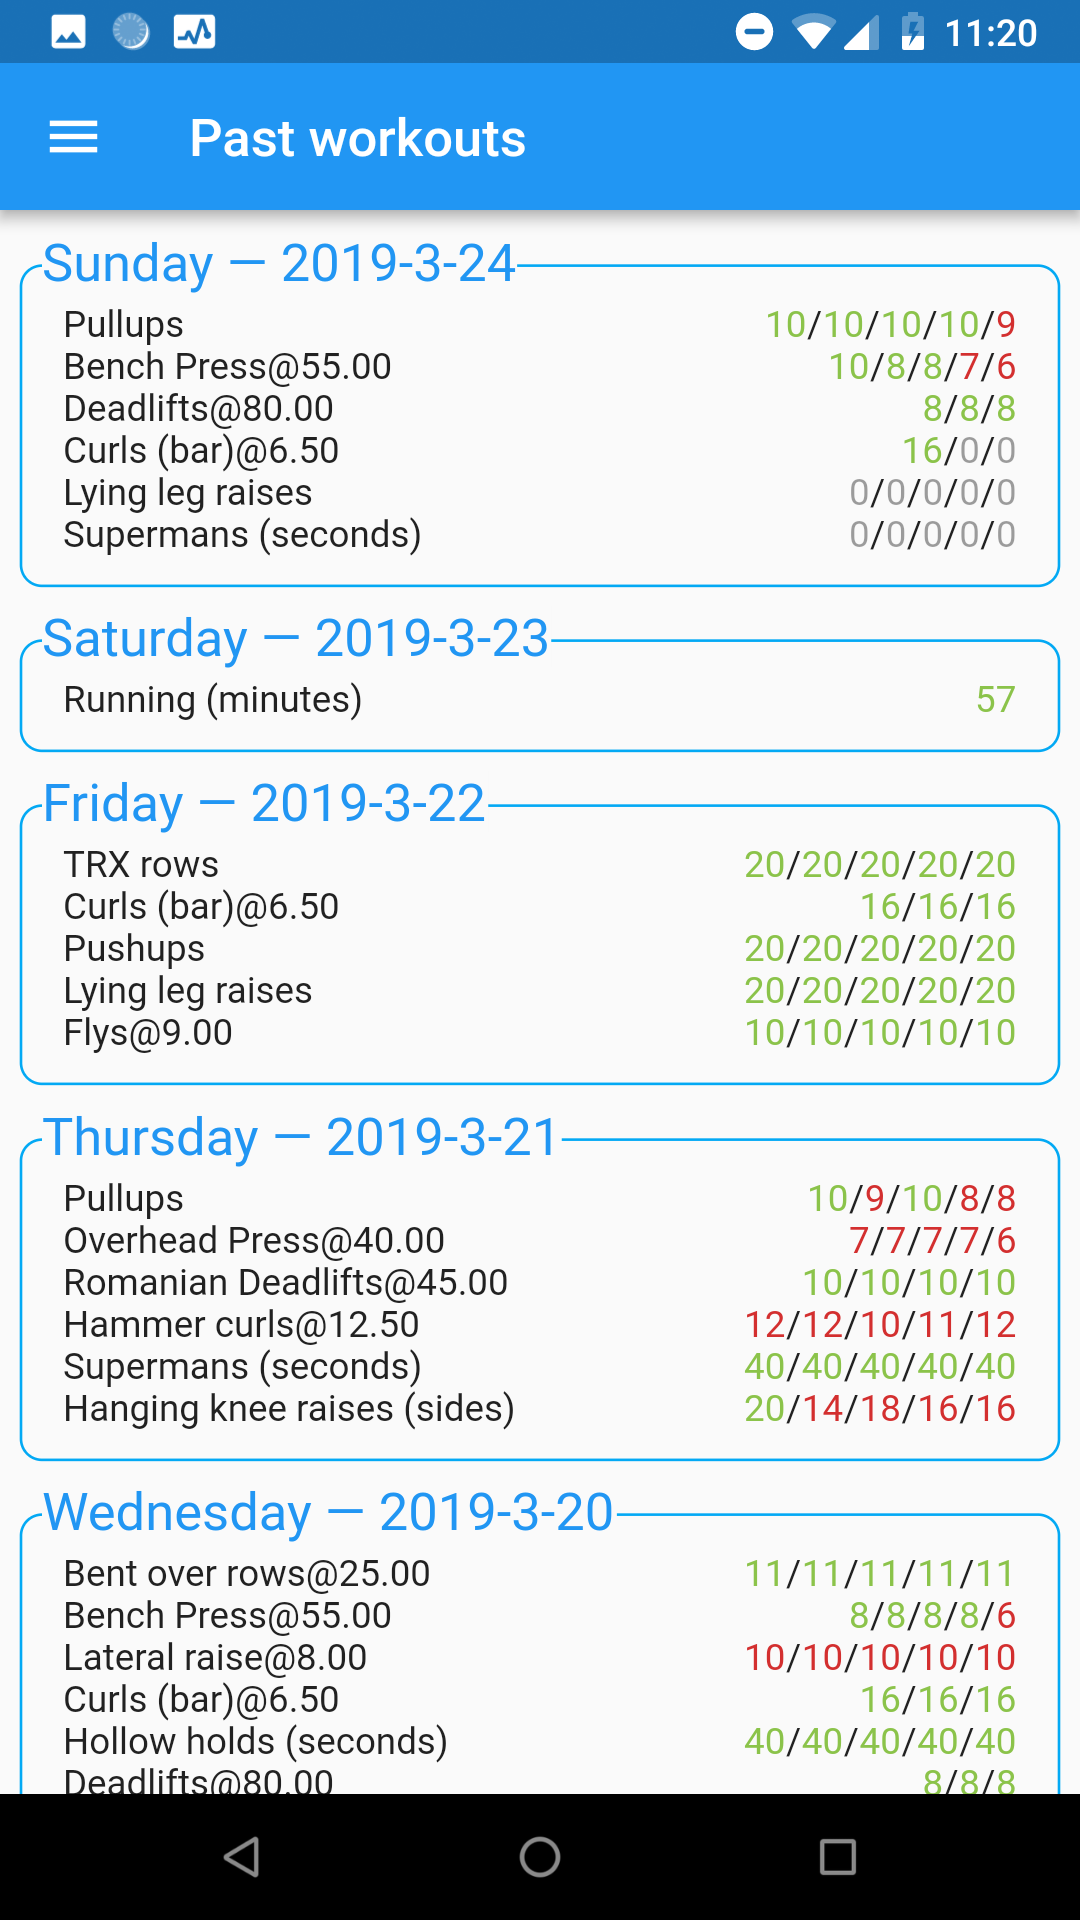 11:20
Past workouts
Sunday — 2019-3-24
Pullups 10/10/10/10/9
Bench Press@55.00 10/8/8/7/6
Deadlifts@80.00 8/8/8
Curls (bar)@6.50 16/0/0
Lying leg raises 0/0/0/0/0
Supermans (seconds) 0/0/0/0/0
Saturday — 2019-3-23
Running (minutes) 57
Friday — 2019-3-22
TRX rows 20/20/20/20/20
Curls (bar)@6.50 16/16/16
Pushups 20/20/20/20/20
Lying leg raises 20/20/20/20/20
Flys@9.00 10/10/10/10/10
Thursday — 2019-3-21
Pullups 10/9/10/8/8
Overhead Press@40.00 7/7/7/7/6
Romanian Deadlifts@45.00 10/10/10/10
Hammer curls@12.50 12/12/10/11/12
Supermans (seconds) 40/40/40/40/40
Hanging knee raises (sides) 20/14/18/16/16
Wednesday — 2019-3-20
Bent over rows@25.00 11/11/11/11/11
Bench Press@55.00 8/8/8/8/6
Lateral raise@8.00 10/10/10/10/10
Curls (bar)@6.50 16/16/16
Hollow holds (seconds) 40/40/40/40/40
Deadlifts@80.00 8/8/8